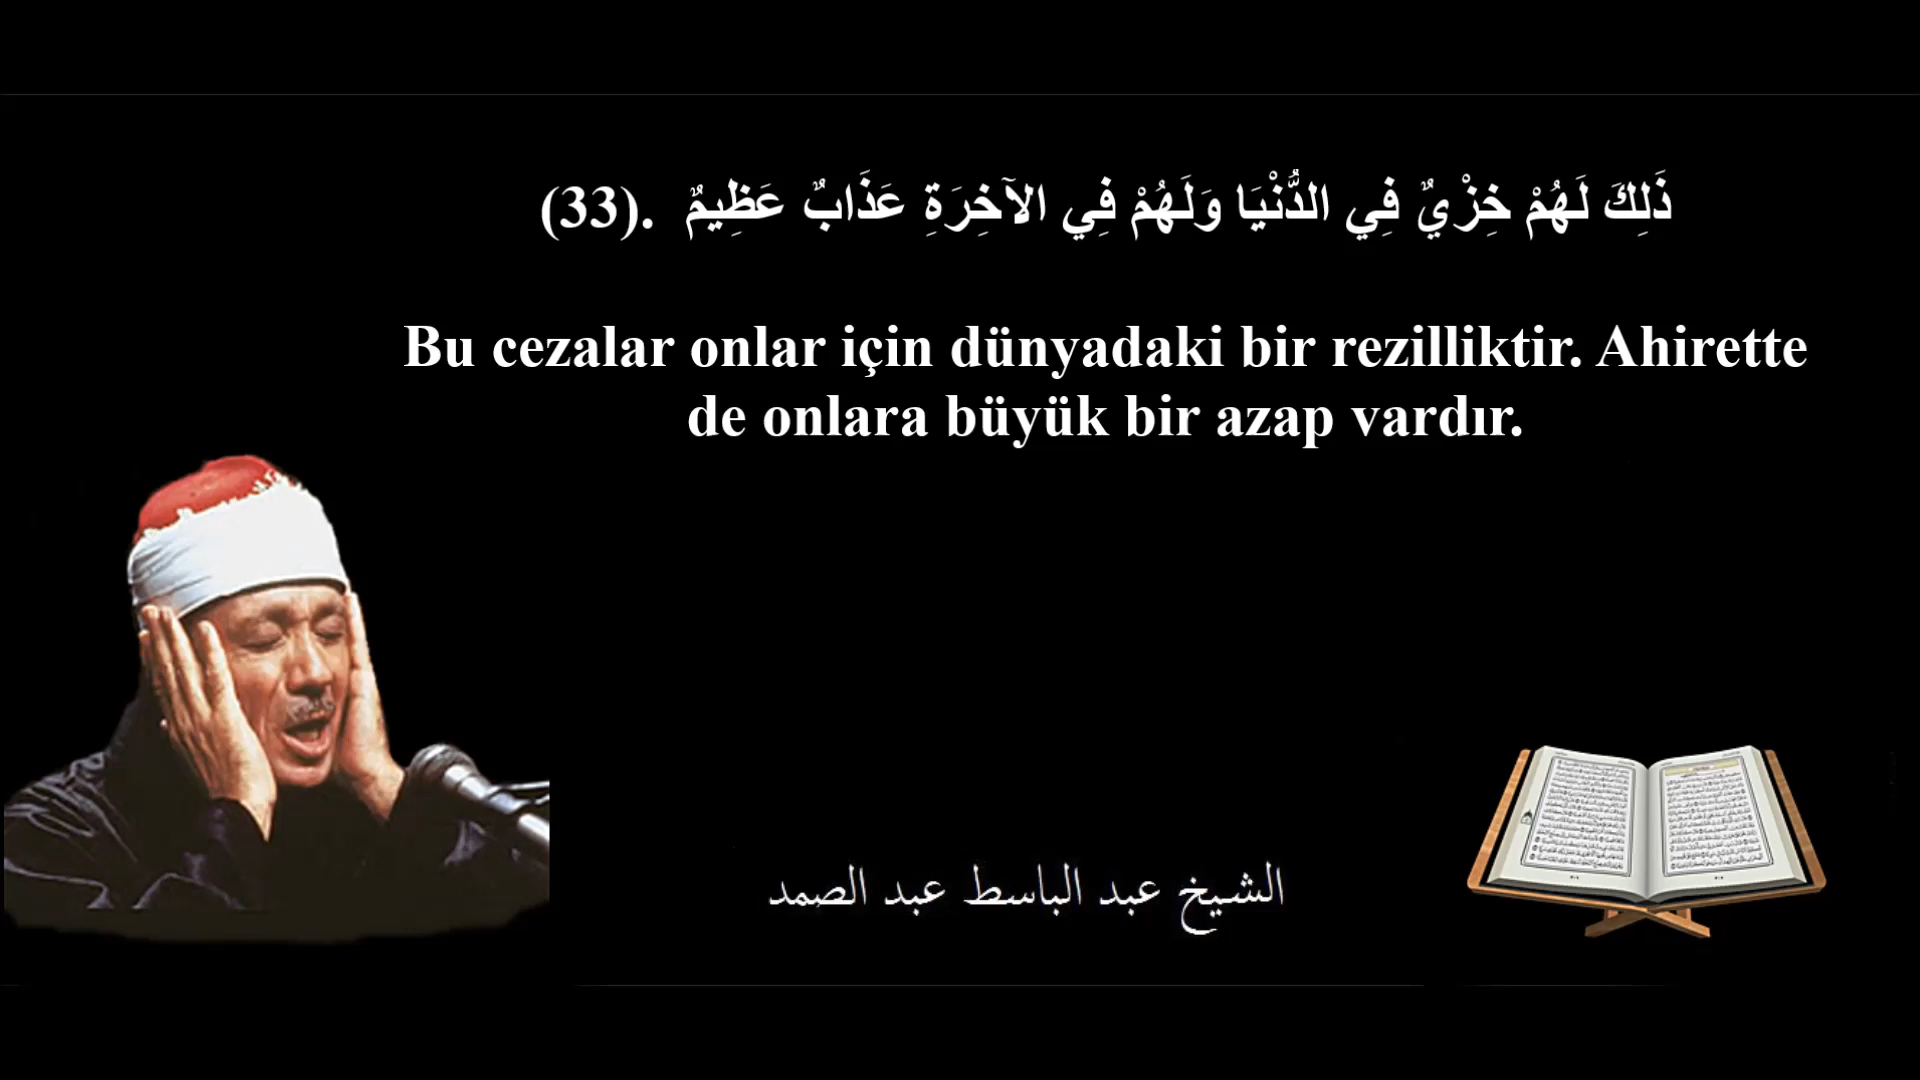 ذَلِكَ لَهُمْ خِزْيٌ فِي الدُّنْيَا وَلَهُمْ فِي الآخِرَةِ عَذَابٌ عَظِيمٌ .(33)
Bu cezalar onlar için dünyadaki bir rezilliktir. Ahirette
de onlara büyük bir azap vardır.
الشيخ عبد الباسط عبد الصمد